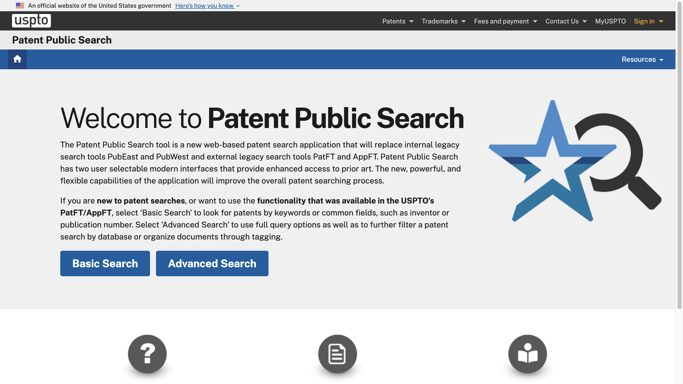 An official website of the United States government Here's how you know
uspto
Patents Trademarks Fees and payment Contact Us MyUSPTO Sign in
Patent Public Search
Resources
Welcome to Patent Public Search
The Patent Public Search tool is a new web-based patent search application that will replace internal legacy
search tools PubEast and PubWest and external legacy search tools PatFT and AppFT. Patent Public Search
has two user selectable modern interfaces that provide enhanced access to prior art. The new, powerful, and
flexible capabilities of the application will improve the overall patent searching process.
If you are new to patent searches, or want to use the functionality that was available in the USPTO's
PatFT/AppFT, select 'Basic Search' to look for patents by keywords or common fields, such as inventor or
publication number. Select 'Advanced Search' to use full query options as well as to further filter a patent
search by database or organize documents through tagging.
Basic Search Advanced Search
?